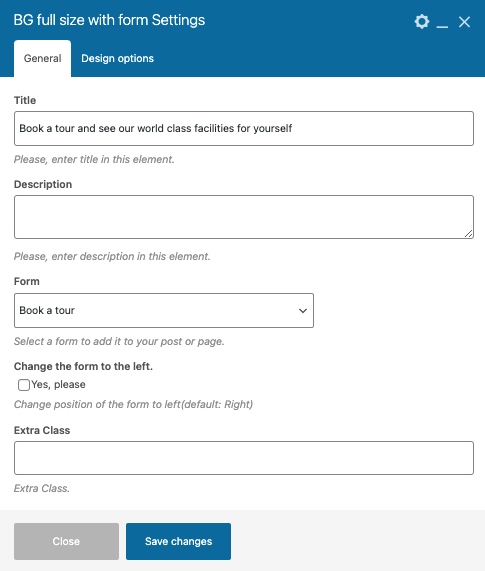 BG full size with form Settings
General Design options
Title
Book a tour and see our world class facilities for yourself
Please, enter title in this element.
Description
Please, enter description in this element.
Form
Book a tour
Select a form to add it to your post or page.
Change the form to the left.
Yes, please
Change position of the form to left(default: Right)
Extra Class
Extra Class.
Close Save changes